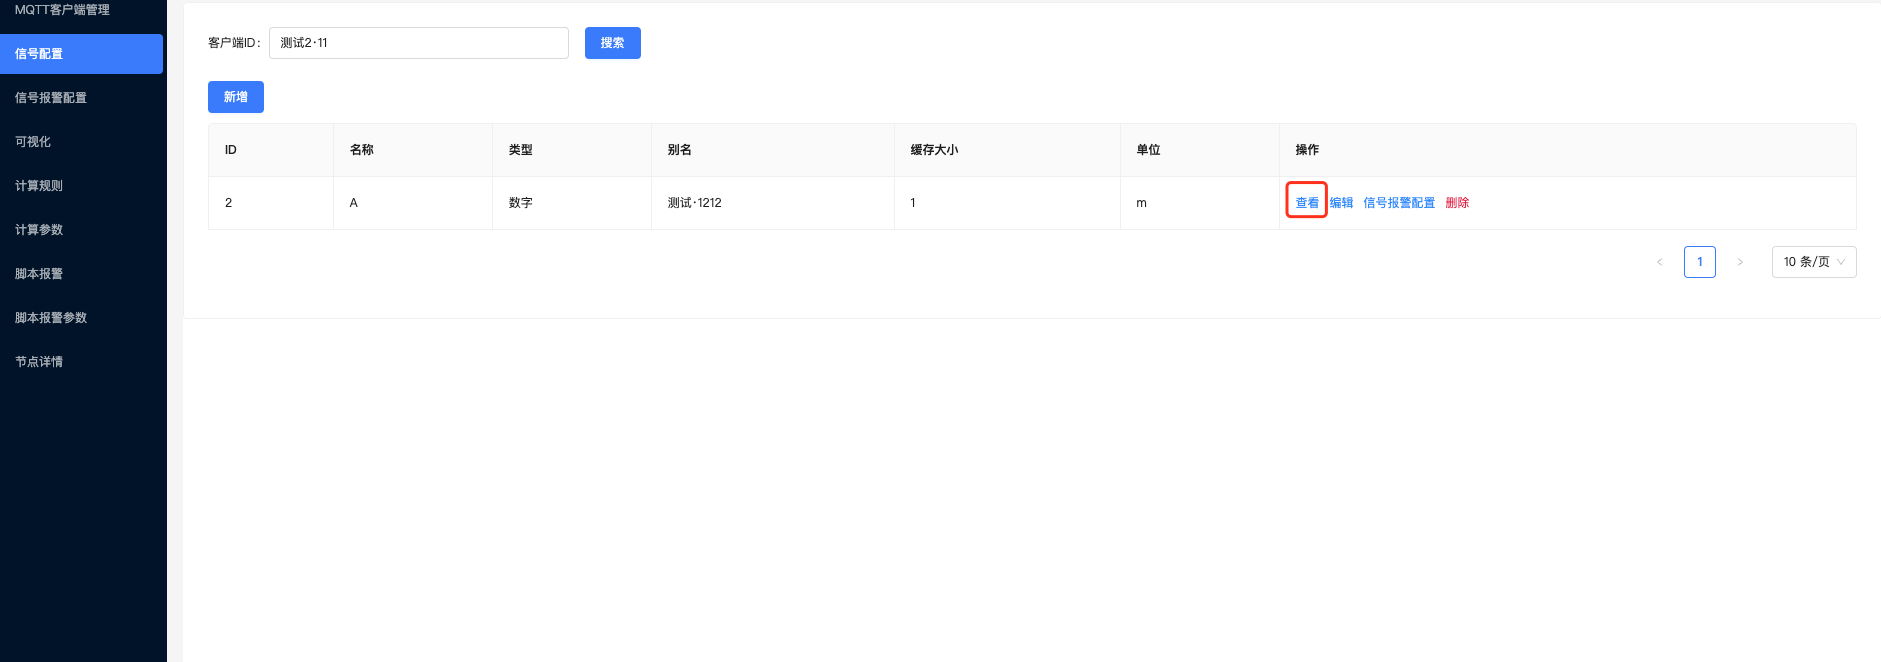 MQTT客户端管理
信号配置
信号报警配置
可视化
计算规则
计算参数
脚本报警
脚本报警参数
节点详情
客户端ID： 测试2·11 搜索
新增
ID 名称 类型 别名 缓存大小 单位 操作
2 A 数字 测试·1212 1 m 查看 编辑 信号报警配置 删除
< 1 > 10 条/页